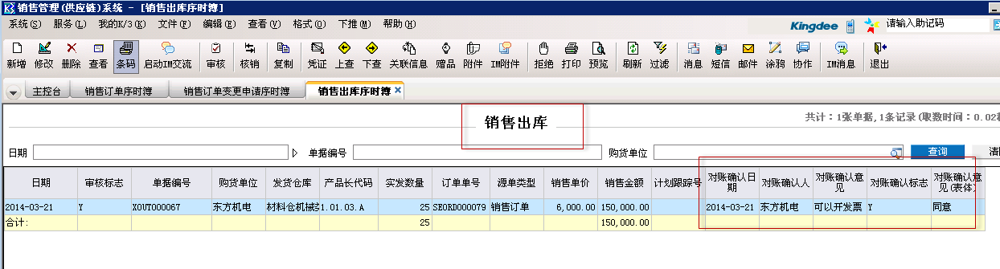 销售管理(供应链)系统 - [销售出库序时簿]
系统(S) 服务(L) 我的K/3(K) 文件(F) 编辑(E) 查看(V) 格式(O) 下推(M) 帮助(H) Kingdee 请输入助记码
新增 修改 删除 查看 条码 启动IM交流 审核 核销 复制 凭证 上查 下查 关联信息 赠品 附件 IM附件 拒绝 打印 预览 刷新 过滤 消息 短信 邮件 涂鸦 协作 IM消息 退出
主控台 销售订单序时簿 销售订单变更申请序时簿 销售出库序时簿
销售出库
共计：1张单据,1条记录(取数时间：0.02
日期 单据编号 购货单位 查询
日期 审核标志 单据编号 购货单位 发货仓库 产品长代码 实发数量 订单单号 源单类型 销售单价 销售金额 计划跟踪号 对账确认日期 对账确认人 对账确认意见 对账确认标志 对账确认意见(表体)
2014-03-21 Y XOUT000067 东方机电 材料仓机械 1.01.03.A 25 SEORD000079 销售订单 6,000.00 150,000.00 2014-03-21 东方机电 可以开发票 Y 同意
合计: 25 150,000.00